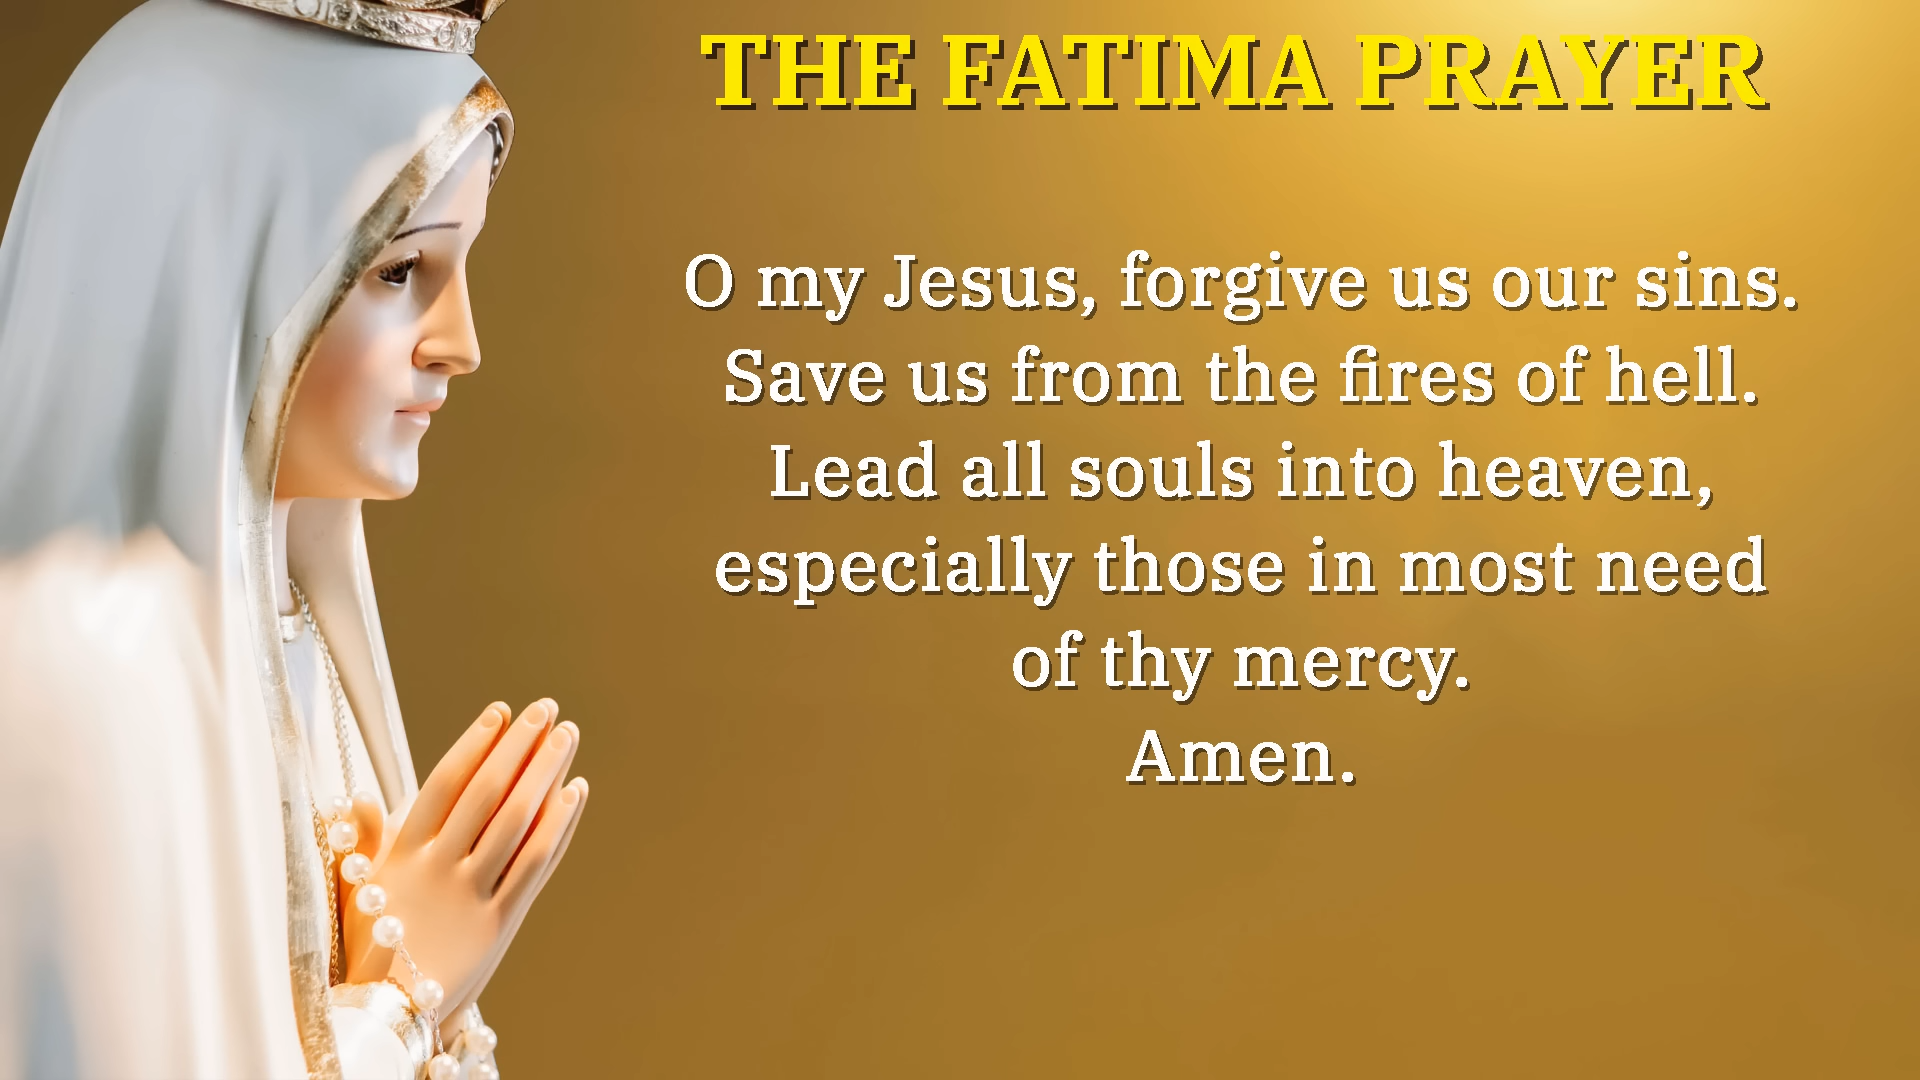 THE FATIMA PRAYER
O my Jesus, forgive us our sins.
Save us from the fires of hell.
Lead all souls into heaven,
especially those in most need
of thy mercy.
Amen.